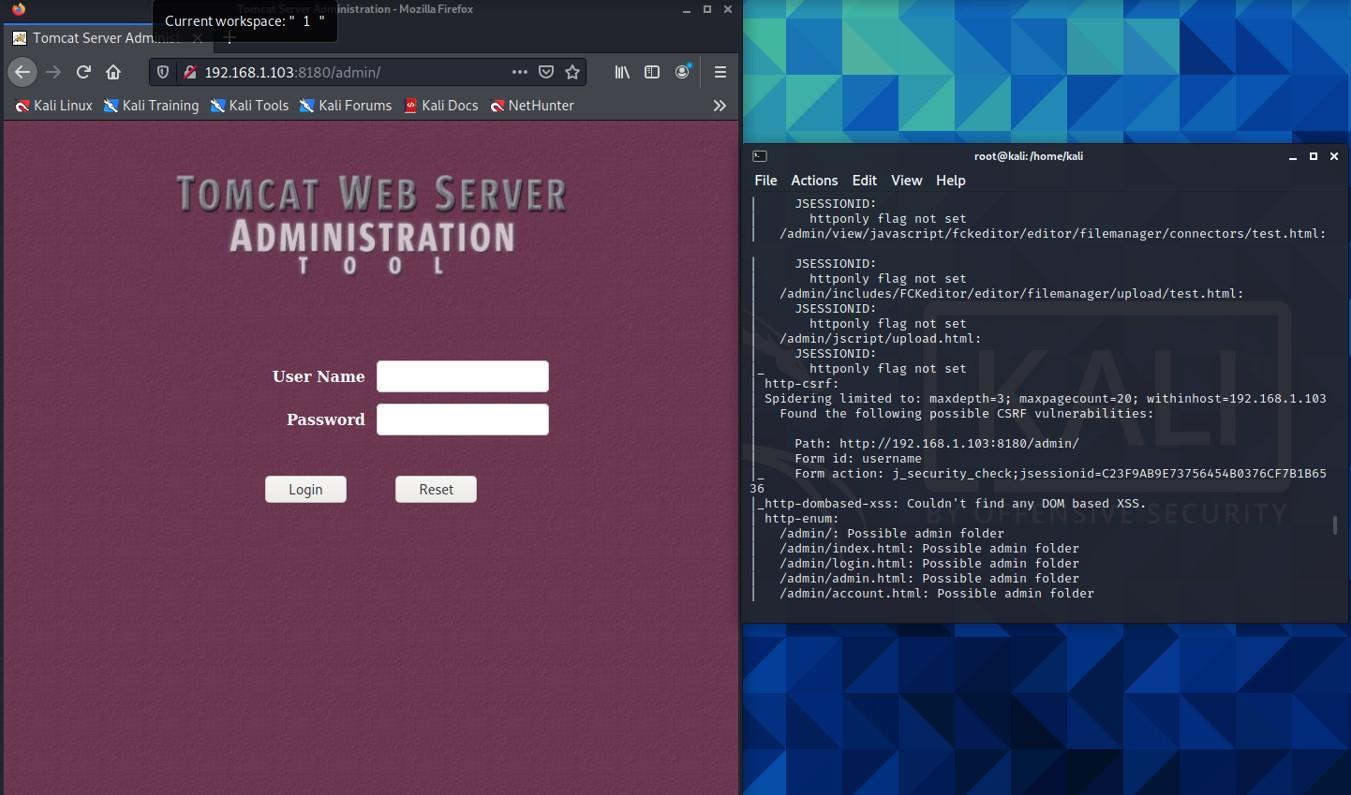 Tomcat Server Administration - Mozilla Firefox
Current workspace: " 1 "
Tomcat Server Adminis
192.168.1.103:8180/admin/
Kali Linux Kali Training Kali Tools Kali Forums Kali Docs NetHunter
TOMCAT WEB SERVER
ADMINISTRATION
TOOL
User Name
Password
Login Reset
root@kali: /home/kali
File Actions Edit View Help
|     JSESSIONID:
|       httponly flag not set
|   /admin/view/javascript/fckeditor/editor/filemanager/connectors/test.html:
|     JSESSIONID:
|       httponly flag not set
|   /admin/includes/FCKeditor/editor/filemanager/upload/test.html:
|     JSESSIONID:
|       httponly flag not set
|   /admin/jscript/upload.html:
|     JSESSIONID:
|_      httponly flag not set
| http-csrf:
| Spidering limited to: maxdepth=3; maxpagecount=20; withinhost=192.168.1.103
|   Found the following possible CSRF vulnerabilities:
|
|     Path: http://192.168.1.103:8180/admin/
|     Form id: username
|_    Form action: j_security_check;jsessionid=C23F9AB9E73756454B0376CF7B1B65
36
|_http-dombased-xss: Couldn't find any DOM based XSS.
| http-enum:
|   /admin/: Possible admin folder
|   /admin/index.html: Possible admin folder
|   /admin/login.html: Possible admin folder
|   /admin/admin.html: Possible admin folder
|   /admin/account.html: Possible admin folder
KALI
BY OFFENSIVE SECURITY